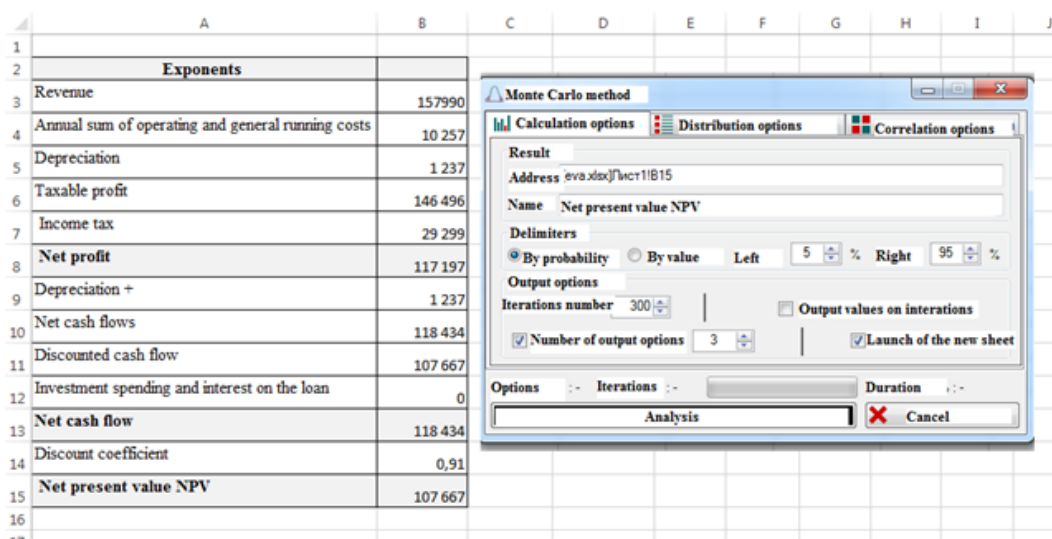 A B C D E F G H I J
1
2 Exponents
3 Revenue 157990
4 Annual sum of operating and general running costs 10 257
5 Depreciation 1 237
6 Taxable profit 146 496
7 Income tax 29 299
8 Net profit 117 197
9 Depreciation + 1 237
10 Net cash flows 118 434
11 Discounted cash flow 107 667
12 Investment spending and interest on the loan 0
13 Net cash flow 118 434
14 Discount coefficient 0,91
15 Net present value NPV 107 667
16
17
Monte Carlo method
Calculation options Distribution options Correlation options
Result
Address [eva.xlsx]Лист1!B15
Name Net present value NPV
Delimiters
By probability By value Left 5 % Right 95 %
Output options
Iterations number 300 Output values on interations
Number of output options 3 Launch of the new sheet
Options : - Iterations : - Duration : -
Analysis Cancel